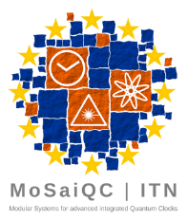 MoSaiQC | ITN
Modular Systems for advanced Integrated Quantum Clocks